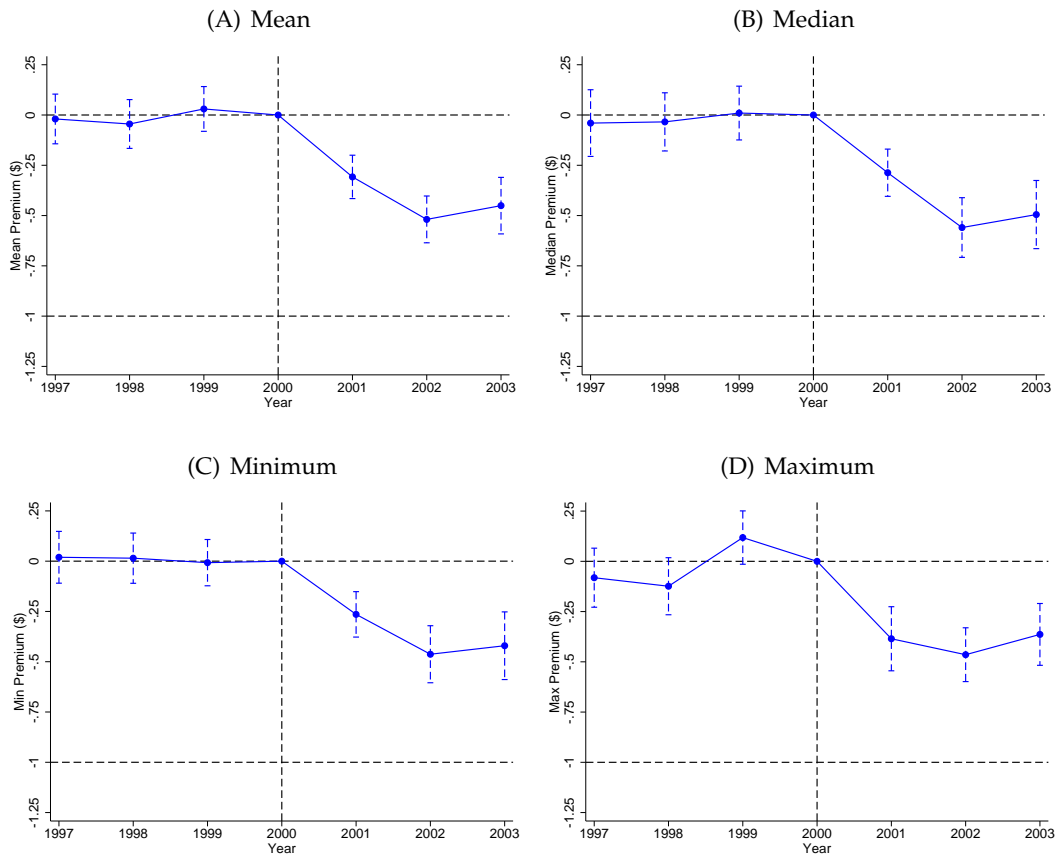 (A) Mean
Mean Premium ($)
.25
0
-.25
-.5
-.75
-1
-1.25
1997 1998 1999 2000 2001 2002 2003
Year
(B) Median
Median Premium ($)
.25
0
-.25
-.5
-.75
-1
-1.25
1997 1998 1999 2000 2001 2002 2003
Year
(C) Minimum
Min Premium ($)
.25
0
-.25
-.5
-.75
-1
-1.25
1997 1998 1999 2000 2001 2002 2003
Year
(D) Maximum
Max Premium ($)
.25
0
-.25
-.5
-.75
-1
-1.25
1997 1998 1999 2000 2001 2002 2003
Year